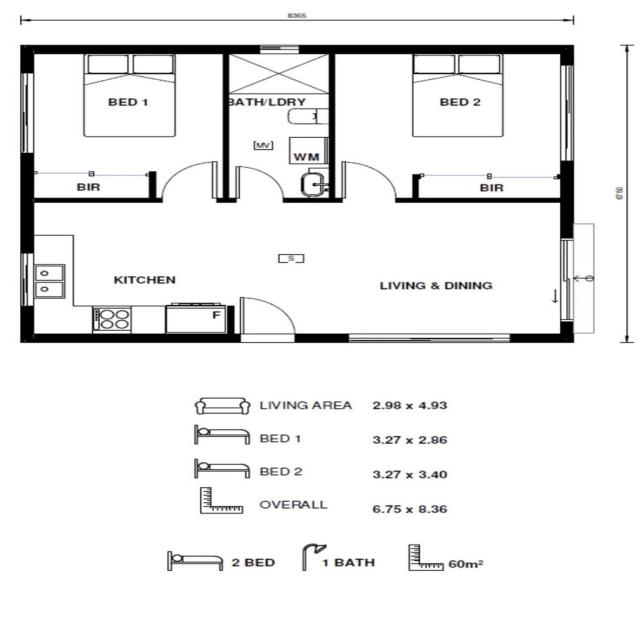 8365
BED 1
BATH/LDRY
BED 2
6750
MV
WM
BIR
BIR
S
KITCHEN
LIVING & DINING
F
LIVING AREA 2.98 x 4.93
BED 1 3.27 x 2.86
BED 2 3.27 x 3.40
OVERALL 6.75 x 8.36
2 BED 1 BATH 60m²